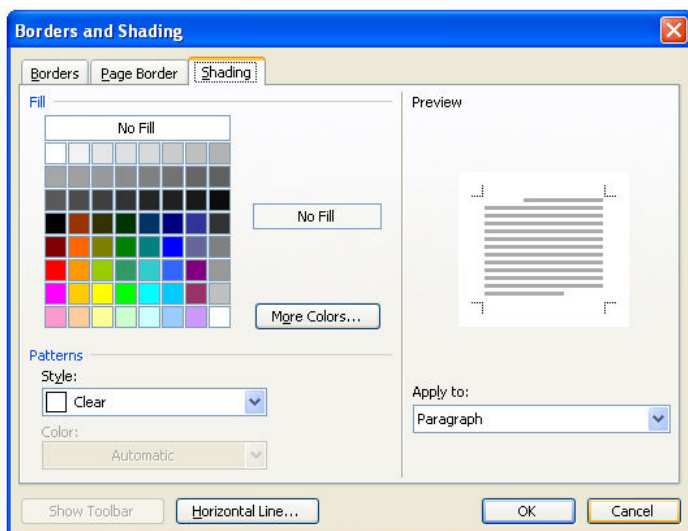 Borders and Shading
Borders
Page Border
Shading
Fill
No Fill
No Fill
More Colors...
Patterns
Style:
Clear
Color:
Automatic
Preview
Apply to:
Paragraph
Show Toolbar
Horizontal Line...
OK
Cancel